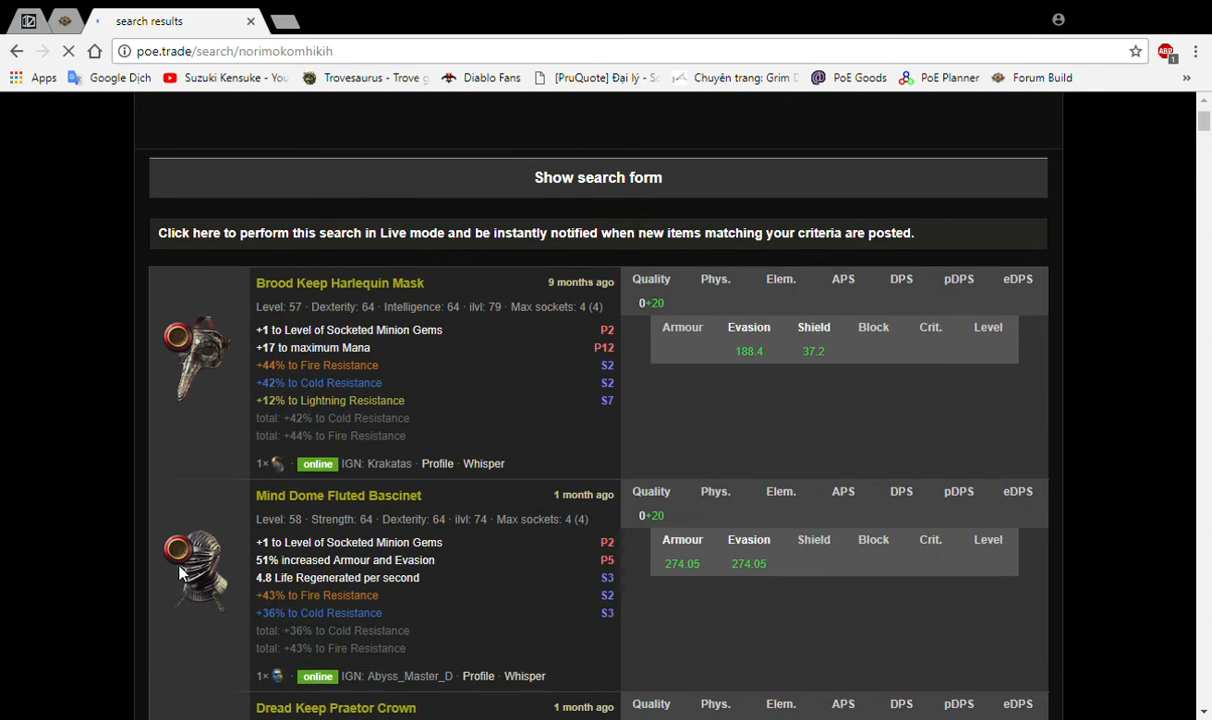 search results
poe.trade/search/norimokomhikih
ABP
1
Apps Google Dịch Suzuki Kensuke - You Trovesaurus - Trove g Diablo Fans [PruQuote] Đại lý - Sc Chuyên trang: Grim D PoE Goods PoE Planner Forum Build »
Show search form
Click here to perform this search in Live mode and be instantly notified when new items matching your criteria are posted.
Brood Keep Harlequin Mask 9 months ago
Level: 57 · Dexterity: 64 · Intelligence: 64 · ilvl: 79 · Max sockets: 4 (4)
+1 to Level of Socketed Minion Gems P2
+17 to maximum Mana P12
+44% to Fire Resistance S2
+42% to Cold Resistance S2
+12% to Lightning Resistance S7
total: +42% to Cold Resistance
total: +44% to Fire Resistance
1× · online IGN: Krakatas · Profile · Whisper
Quality Phys. Elem. APS DPS pDPS eDPS
0+20
Armour Evasion Shield Block Crit. Level
188.4 37.2
Mind Dome Fluted Bascinet 1 month ago
Level: 58 · Strength: 64 · Dexterity: 64 · ilvl: 74 · Max sockets: 4 (4)
+1 to Level of Socketed Minion Gems P2
51% increased Armour and Evasion P5
4.8 Life Regenerated per second S3
+43% to Fire Resistance S2
+36% to Cold Resistance S3
total: +36% to Cold Resistance
total: +43% to Fire Resistance
1× · online IGN: Abyss_Master_D · Profile · Whisper
Quality Phys. Elem. APS DPS pDPS eDPS
0+20
Armour Evasion Shield Block Crit. Level
274.05 274.05
Dread Keep Praetor Crown 1 month ago
Quality Phys. Elem. APS DPS pDPS eDPS